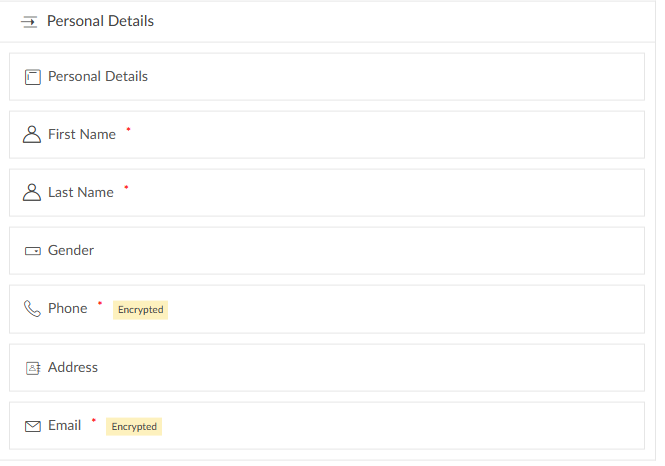 Personal Details
Personal Details
First Name *
Last Name *
Gender
Phone * Encrypted
Address
Email * Encrypted